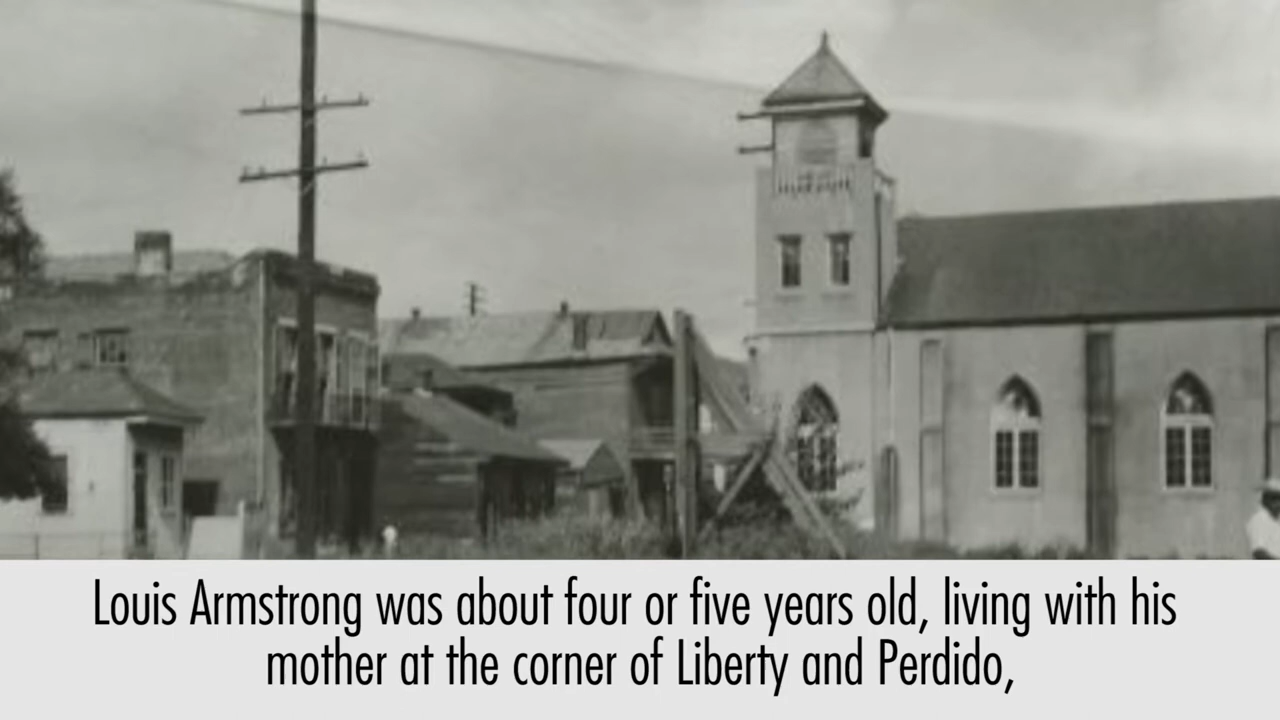 Louis Armstrong was about four or five years old, living with his
mother at the corner of Liberty and Perdido,